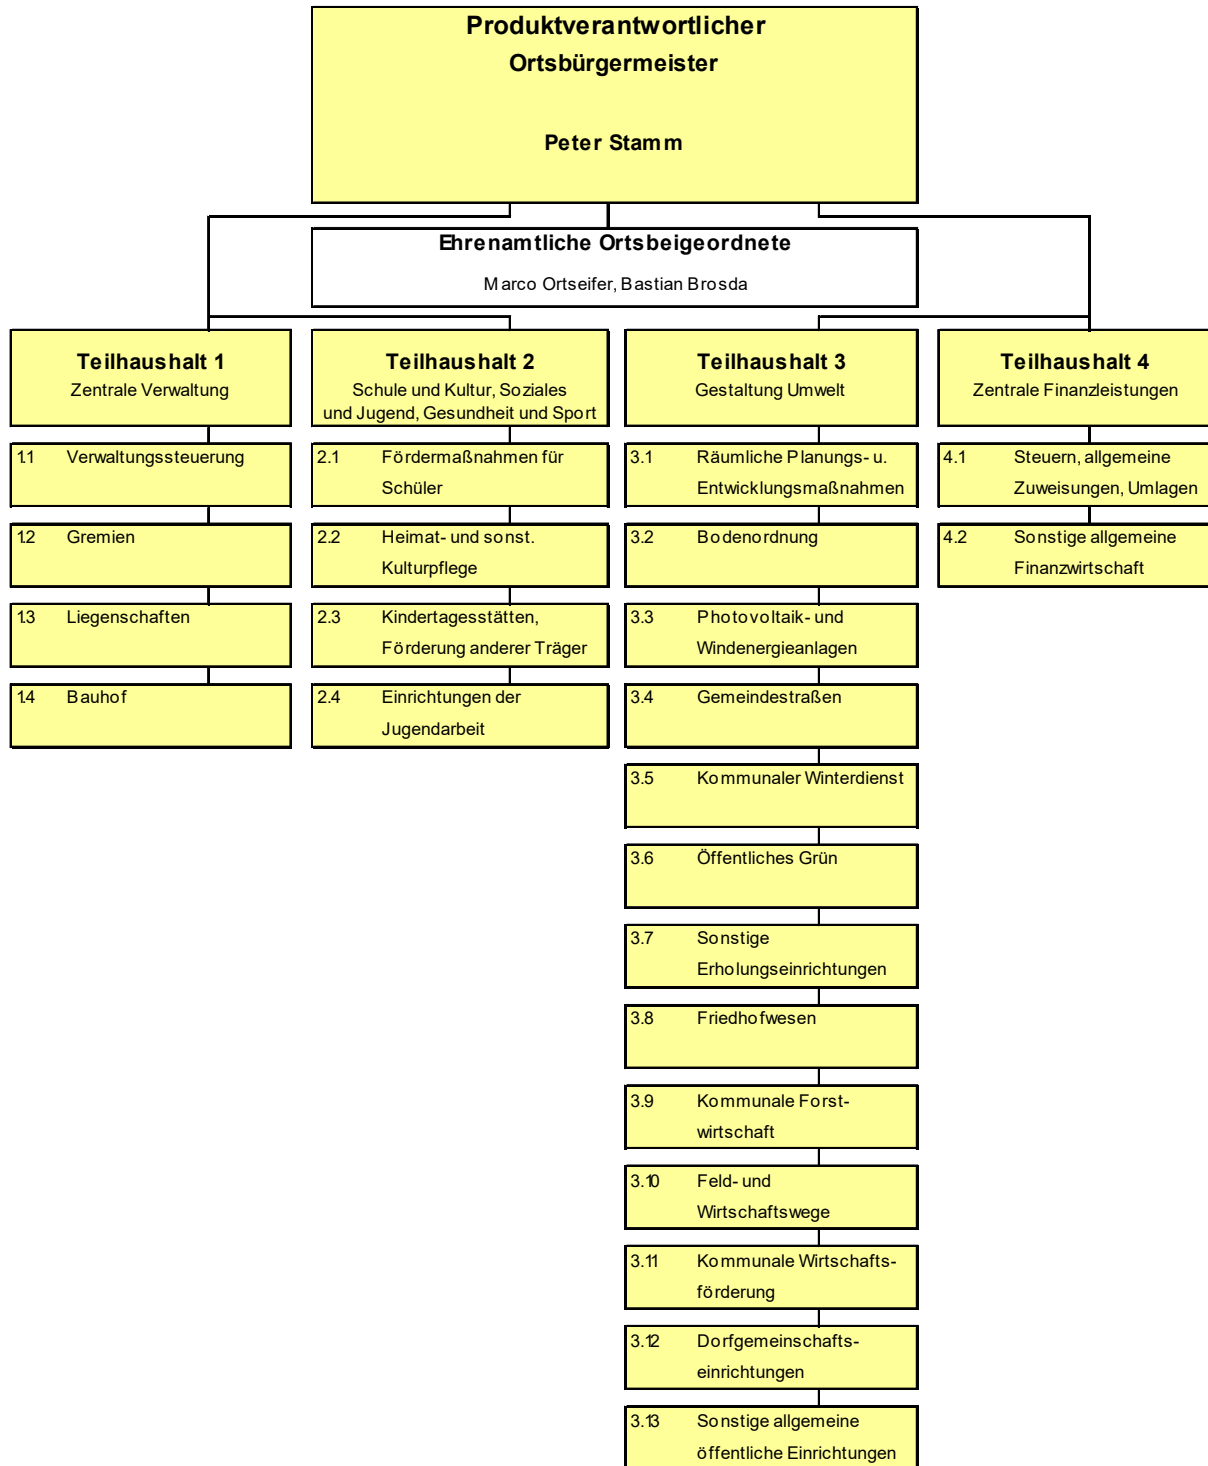 Produktverantwortlicher
Ortsbürgermeister
Peter Stamm
Ehrenamtliche Ortsbeigeordnete
Marco Ortseifer, Bastian Brosda
Teilhaushalt 1
Zentrale Verwaltung
1.1 Verwaltungssteuerung
1.2 Gremien
1.3 Liegenschaften
1.4 Bauhof
Teilhaushalt 2
Schule und Kultur, Soziales
und Jugend, Gesundheit und Sport
2.1 Fördermaßnahmen für
Schüler
2.2 Heimat- und sonst.
Kulturpflege
2.3 Kindertagesstätten,
Förderung anderer Träger
2.4 Einrichtungen der
Jugendarbeit
Teilhaushalt 3
Gestaltung Umwelt
3.1 Räumliche Planungs- u.
Entwicklungsmaßnahmen
3.2 Bodenordnung
3.3 Photovoltaik- und
Windenergieanlagen
3.4 Gemeindestraßen
3.5 Kommunaler Winterdienst
3.6 Öffentliches Grün
3.7 Sonstige
Erholungseinrichtungen
3.8 Friedhofwesen
3.9 Kommunale Forst-
wirtschaft
3.10 Feld- und
Wirtschaftswege
3.11 Kommunale Wirtschafts-
förderung
3.12 Dorfgemeinschafts-
einrichtungen
3.13 Sonstige allgemeine
öffentliche Einrichtungen
Teilhaushalt 4
Zentrale Finanzleistungen
4.1 Steuern, allgemeine
Zuweisungen, Umlagen
4.2 Sonstige allgemeine
Finanzwirtschaft